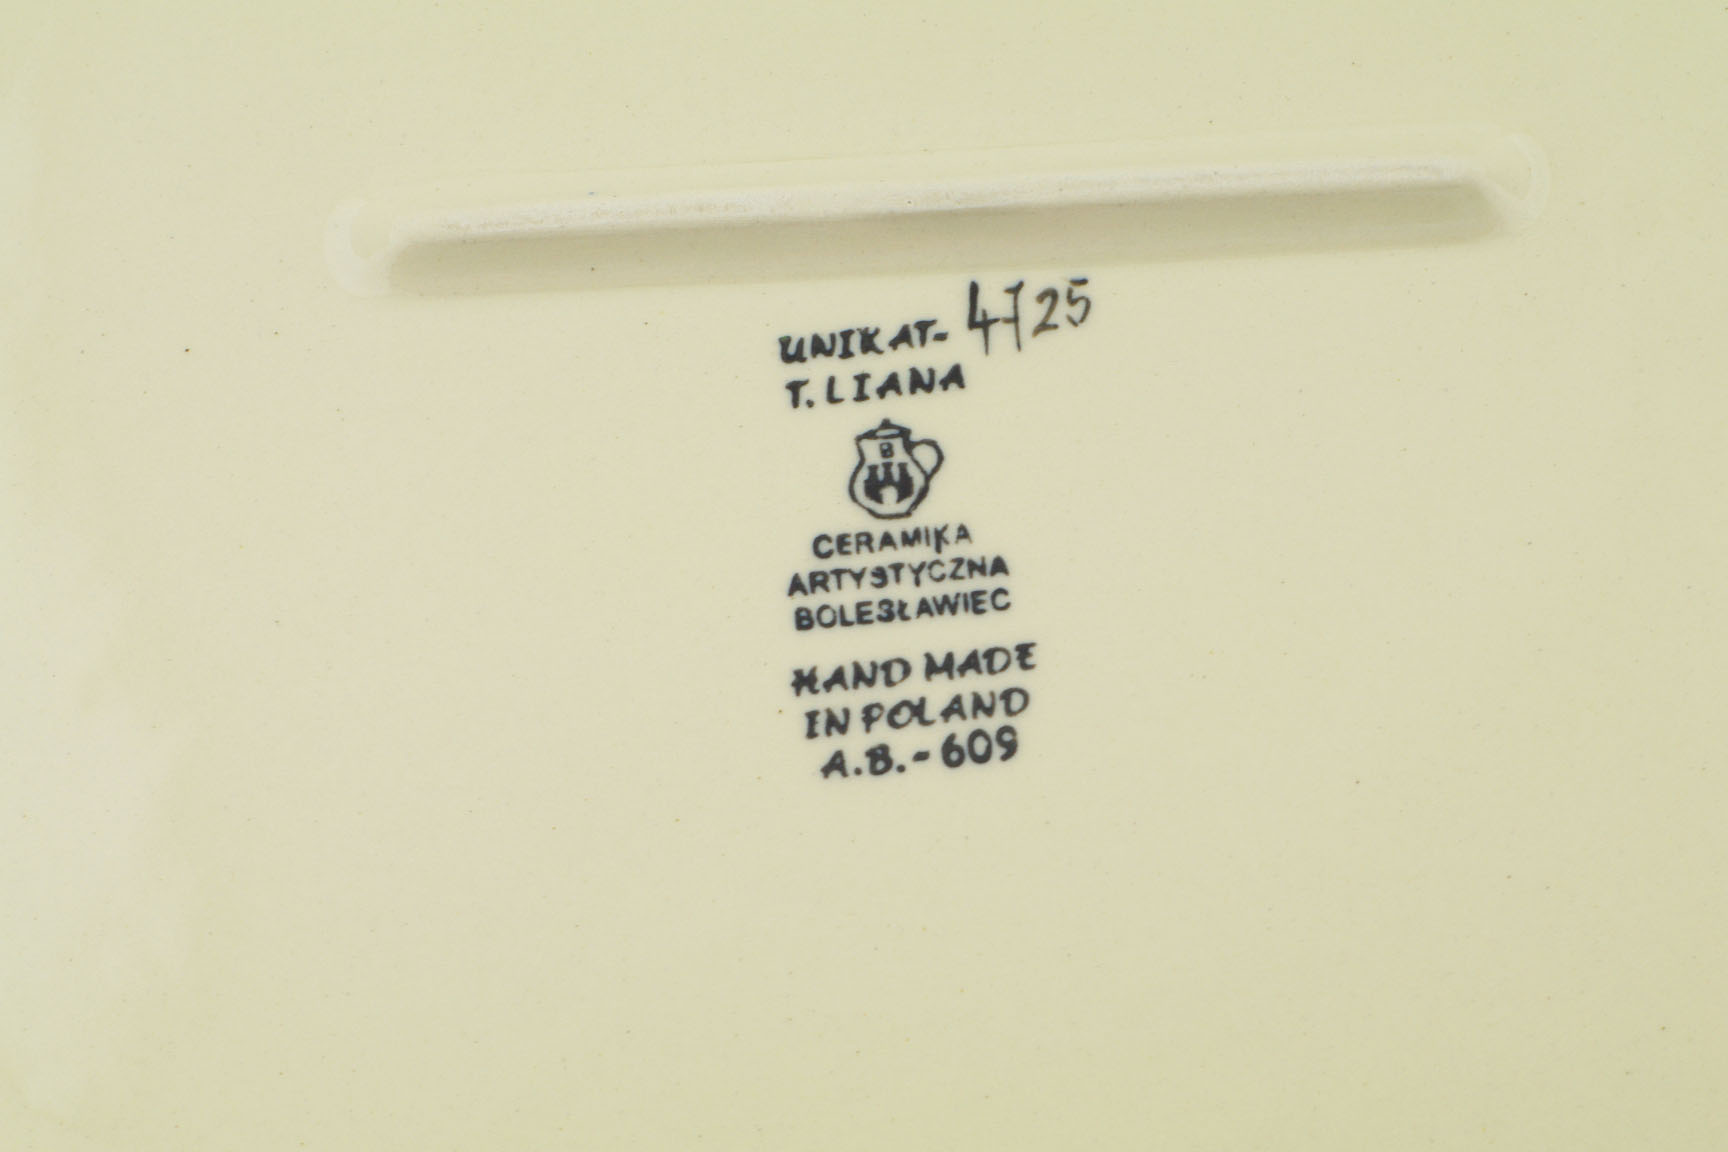 UNIKAT- 4725
T. LIANA
B
CERAMIKA
ARTYSTYCZNA
BOLESŁAWIEC
HAND MADE
IN POLAND
A.B.- 609